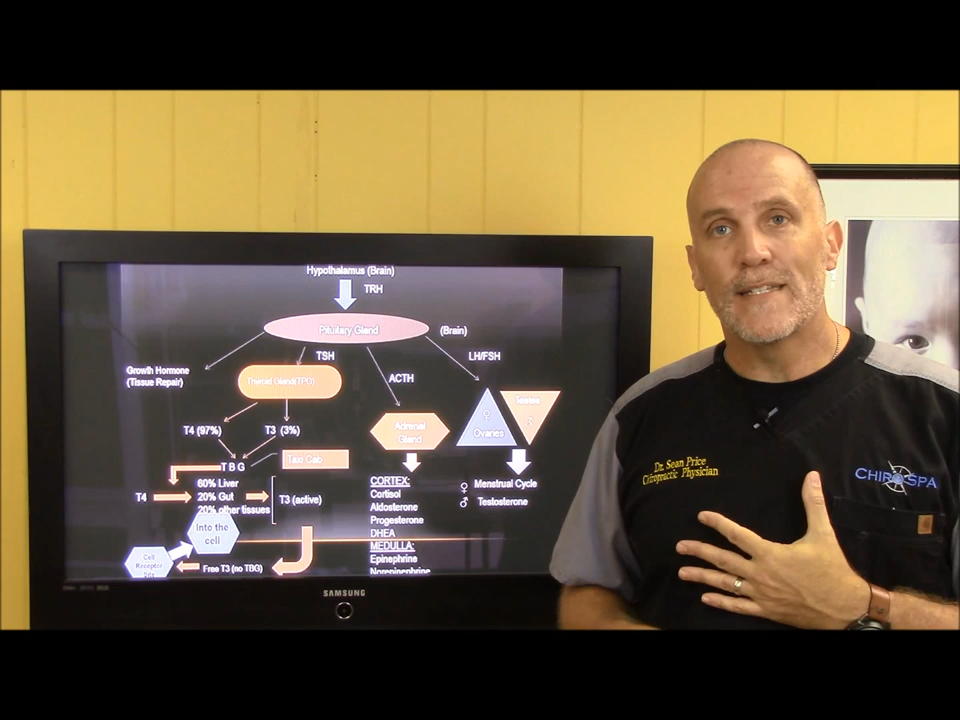 Hypothalamus (Brain)
TRH
Pituitary Gland
(Brain)
TSH
LH/FSH
Growth Hormone
(Tissue Repair)
Thyroid Gland(TPO)
ACTH
T4 (97%)
T3 (3%)
Adrenal
Gland
♀
Ovaries
Testes
♂
TBG
Taxi Cab
60% Liver
T4
20% Gut
20% other tissues
T3 (active)
Into the
cell
Cell
Receptor
Site
Free T3 (no TBG)
CORTEX:
Cortisol
Aldosterone
Progesterone
DHEA
MEDULLA:
Epinephrine
Norepinephrine
♀ Menstrual Cycle
♂ Testosterone
SAMSUNG
Dr. Sean Price
Chiropractic Physician
CHIROSPA